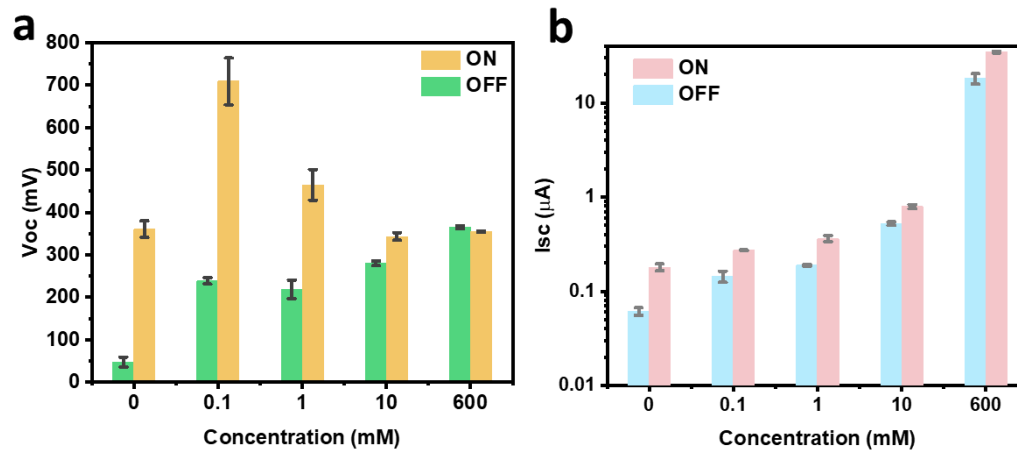 a
800
700
600
500
400
300
200
100
0
Voc (mV)
ON
OFF
0 0.1 1 10 600
Concentration (mM)
b
10
1
0.1
0.01
Isc (μA)
ON
OFF
0 0.1 1 10 600
Concentration (mM)